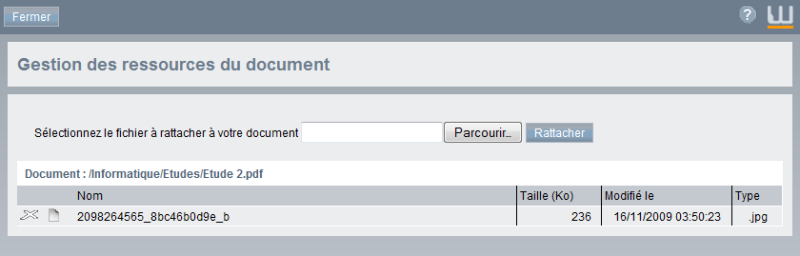 Fermer
?
Gestion des ressources du document
Sélectionnez le fichier à rattacher à votre document Parcourir... Rattacher
Document : /Informatique/Etudes/Etude 2.pdf
Nom Taille (Ko) Modifié le Type
2098264565_8bc46b0d9e_b 236 16/11/2009 03:50:23 .jpg